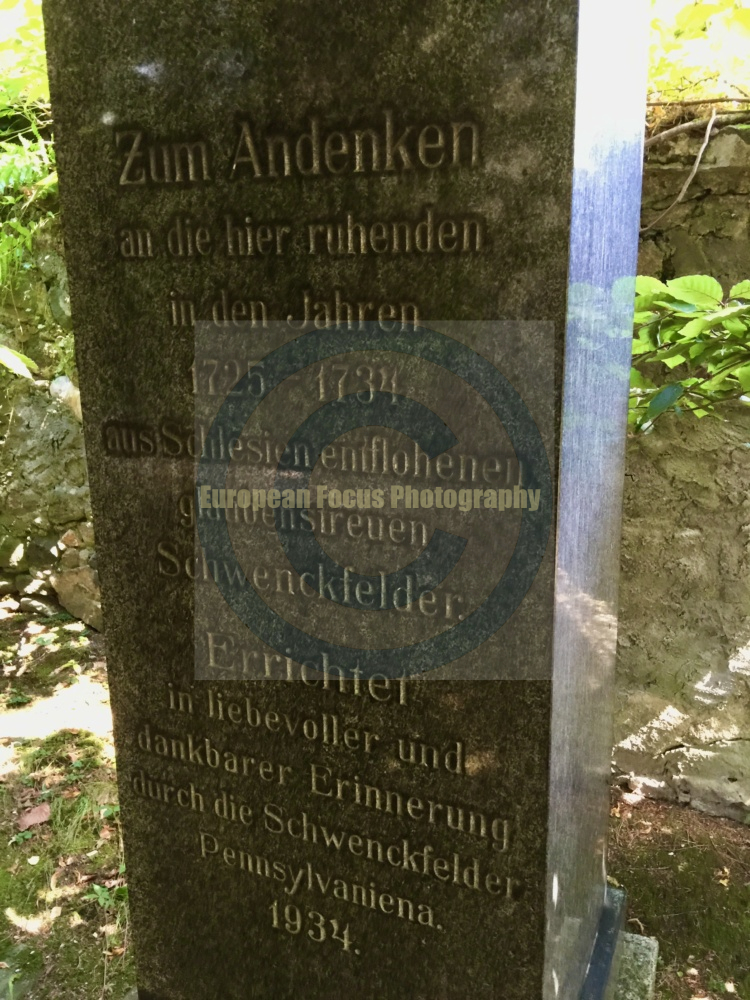 Zum Andenken
an die hier ruhenden
in den Jahren
1725 - 1734
aus Schlesien entflohenen
glaubenstreuen
Schwenckfelder.
Errichtet
in liebevoller und
dankbarer Erinnerung
durch die Schwenckfelder
Pennsylvaniena.
1934.
©
European Focus Photography